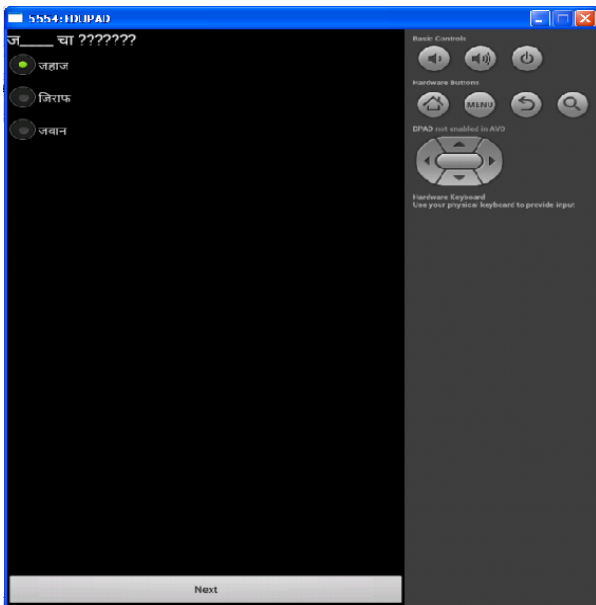 5554:EDUPAD
ज____ चा ???????
जहाज
जिराफ
जवान
Next
Basic Controls
Hardware Buttons
MENU
DPAD not enabled in AVD
Hardware Keyboard
Use your physical keyboard to provide input